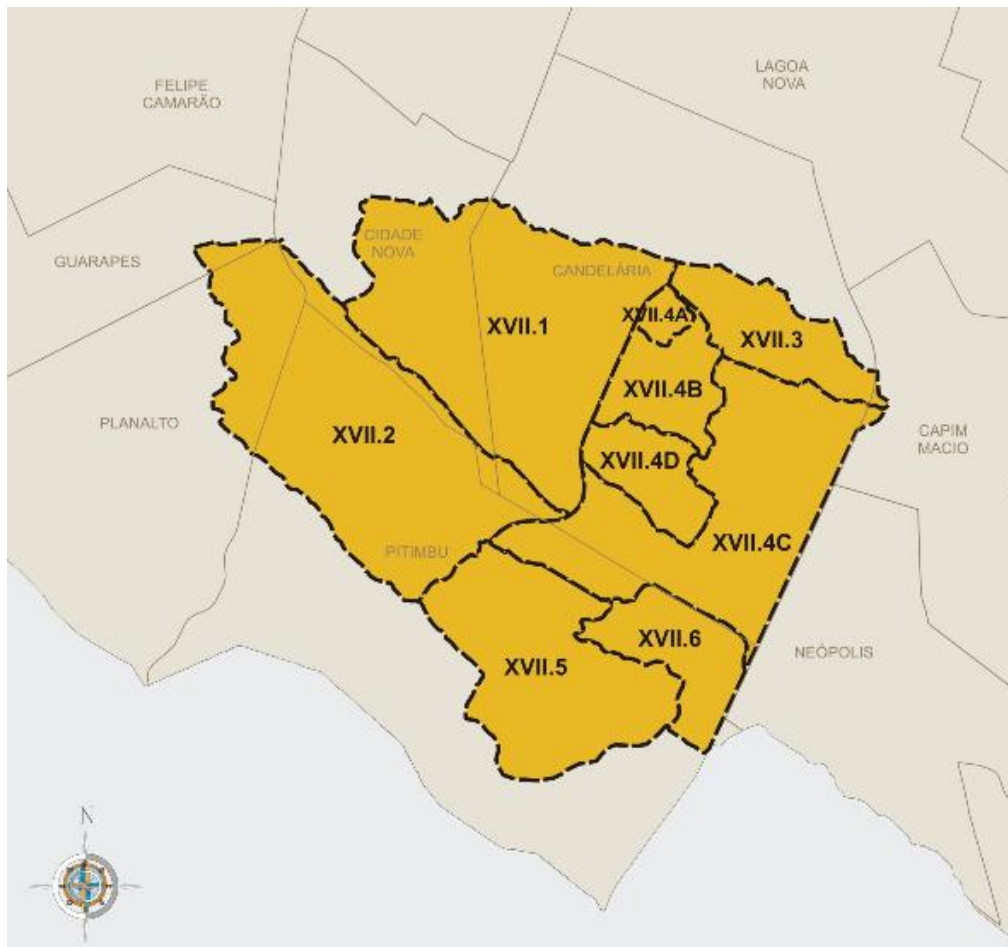 FELIPE
CAMARÃO
LAGOA
NOVA
CIDADE
NOVA
GUARAPES
CANDELÁRIA
XVII.4A
XVII.1
XVII.3
XVII.4B
PLANALTO
XVII.2
CAPIM
MACIO
XVII.4D
XVII.4C
PITIMBU
XVII.6
NEÓPOLIS
XVII.5
N